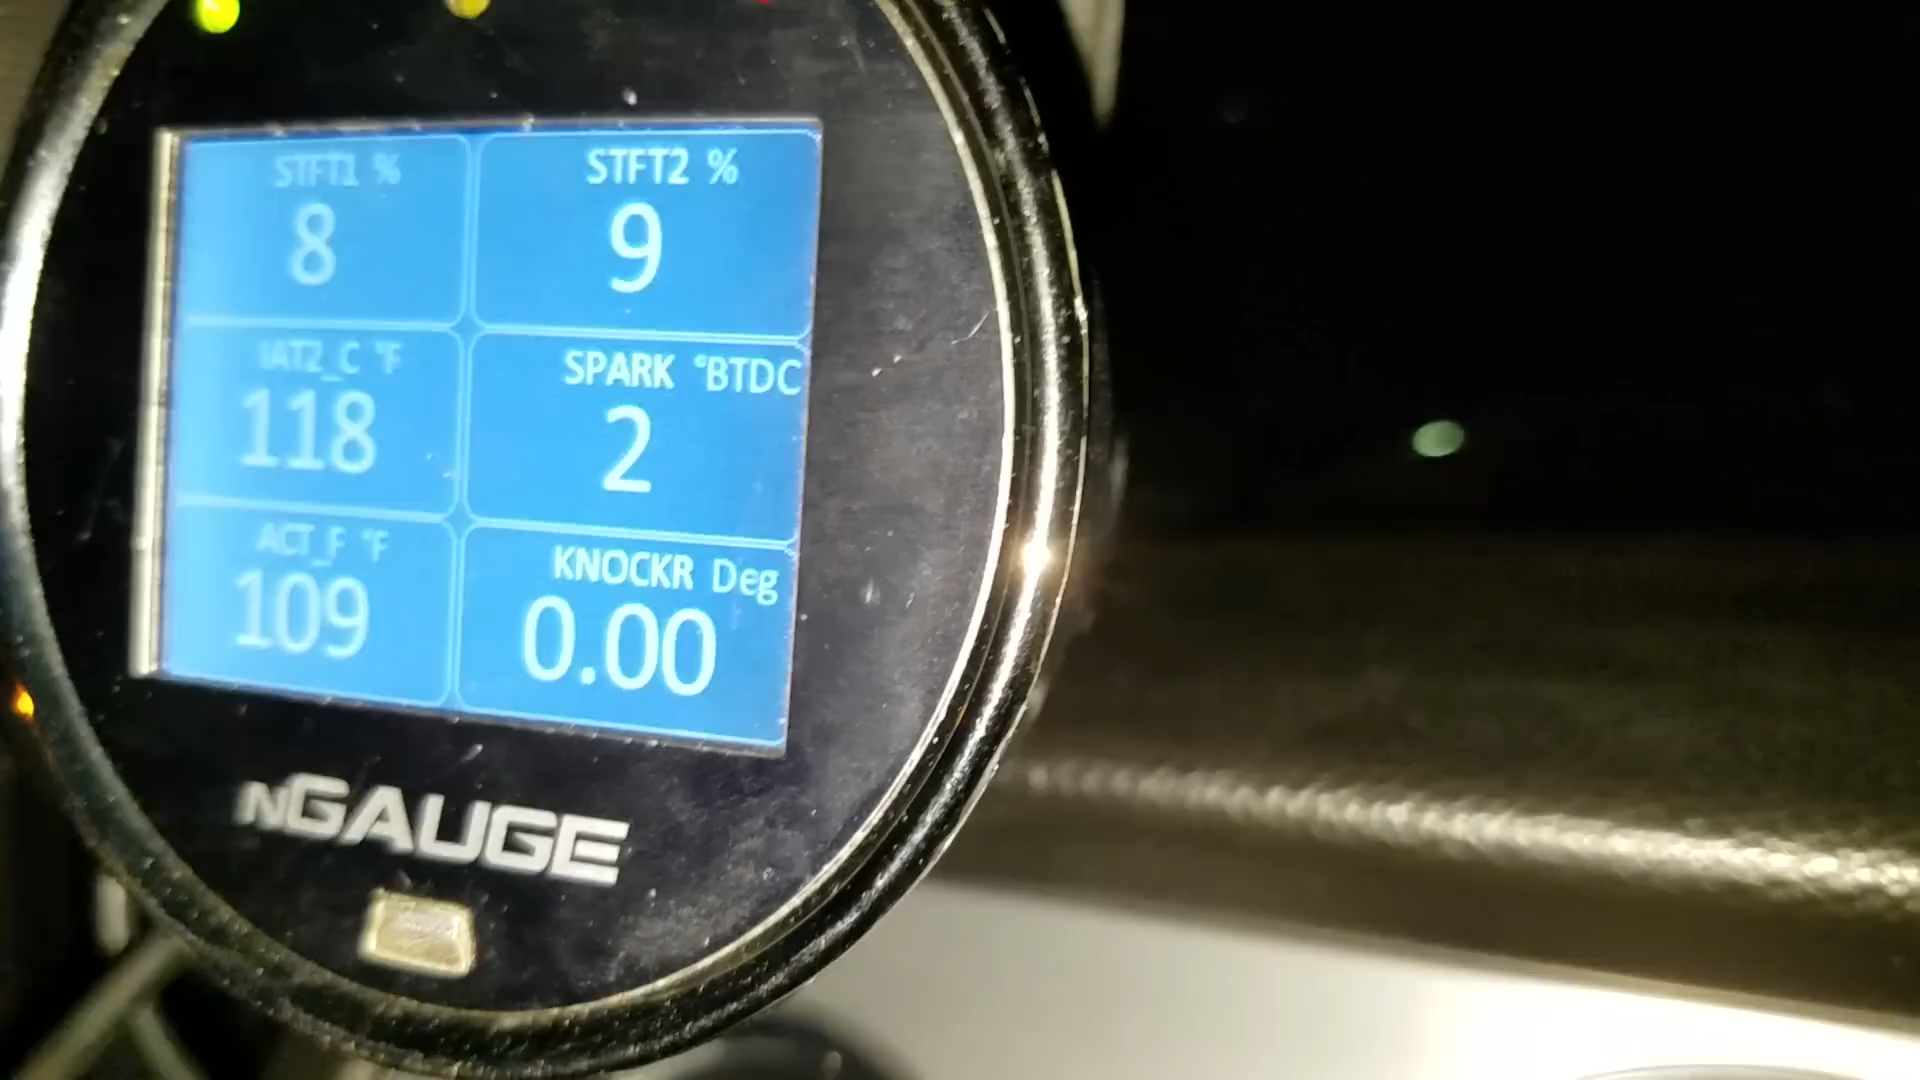 STFT1 % STFT2 %
8 9
IAT2_C °F SPARK °BTDC
118 2
ACT_F °F KNOCKR Deg
109 0.00
nGAUGE